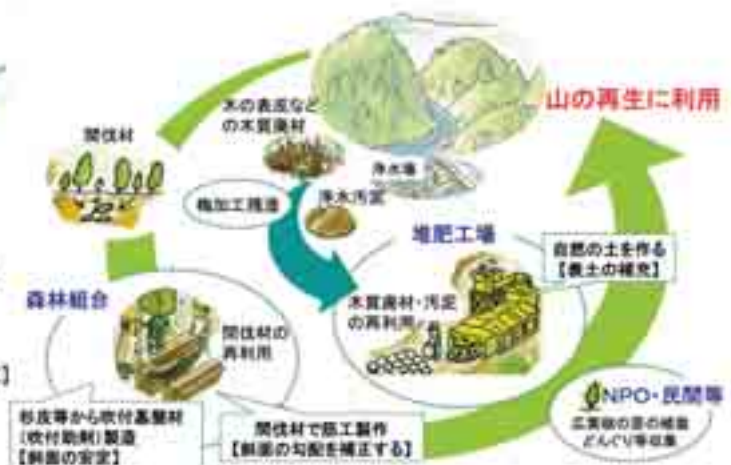 山の再生に利用
木の表皮など
の木質廃材
間伐材
浄水場
梅加工残渣
浄水汚泥
堆肥工場
自然の土を作る
【表土の補充】
森林組合
間伐材の
再利用
木質廃材・汚泥
の再利用
杉皮等から吹付基盤材
(吹付助剤)製造
【斜面の安定】
間伐材で筋工製作
【斜面の勾配を補正する】
NPO・民間等
広葉樹の苗の植栽
どんぐり等収集